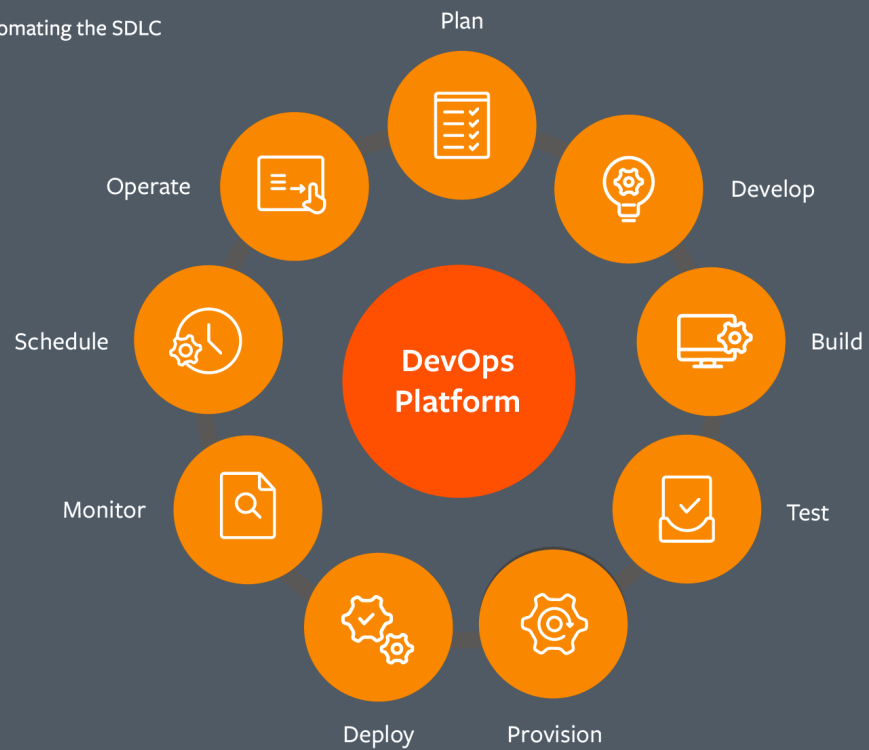 omating the SDLC
Plan
Operate
Develop
DevOps
Platform
Schedule
Build
Monitor
Test
Deploy
Provision